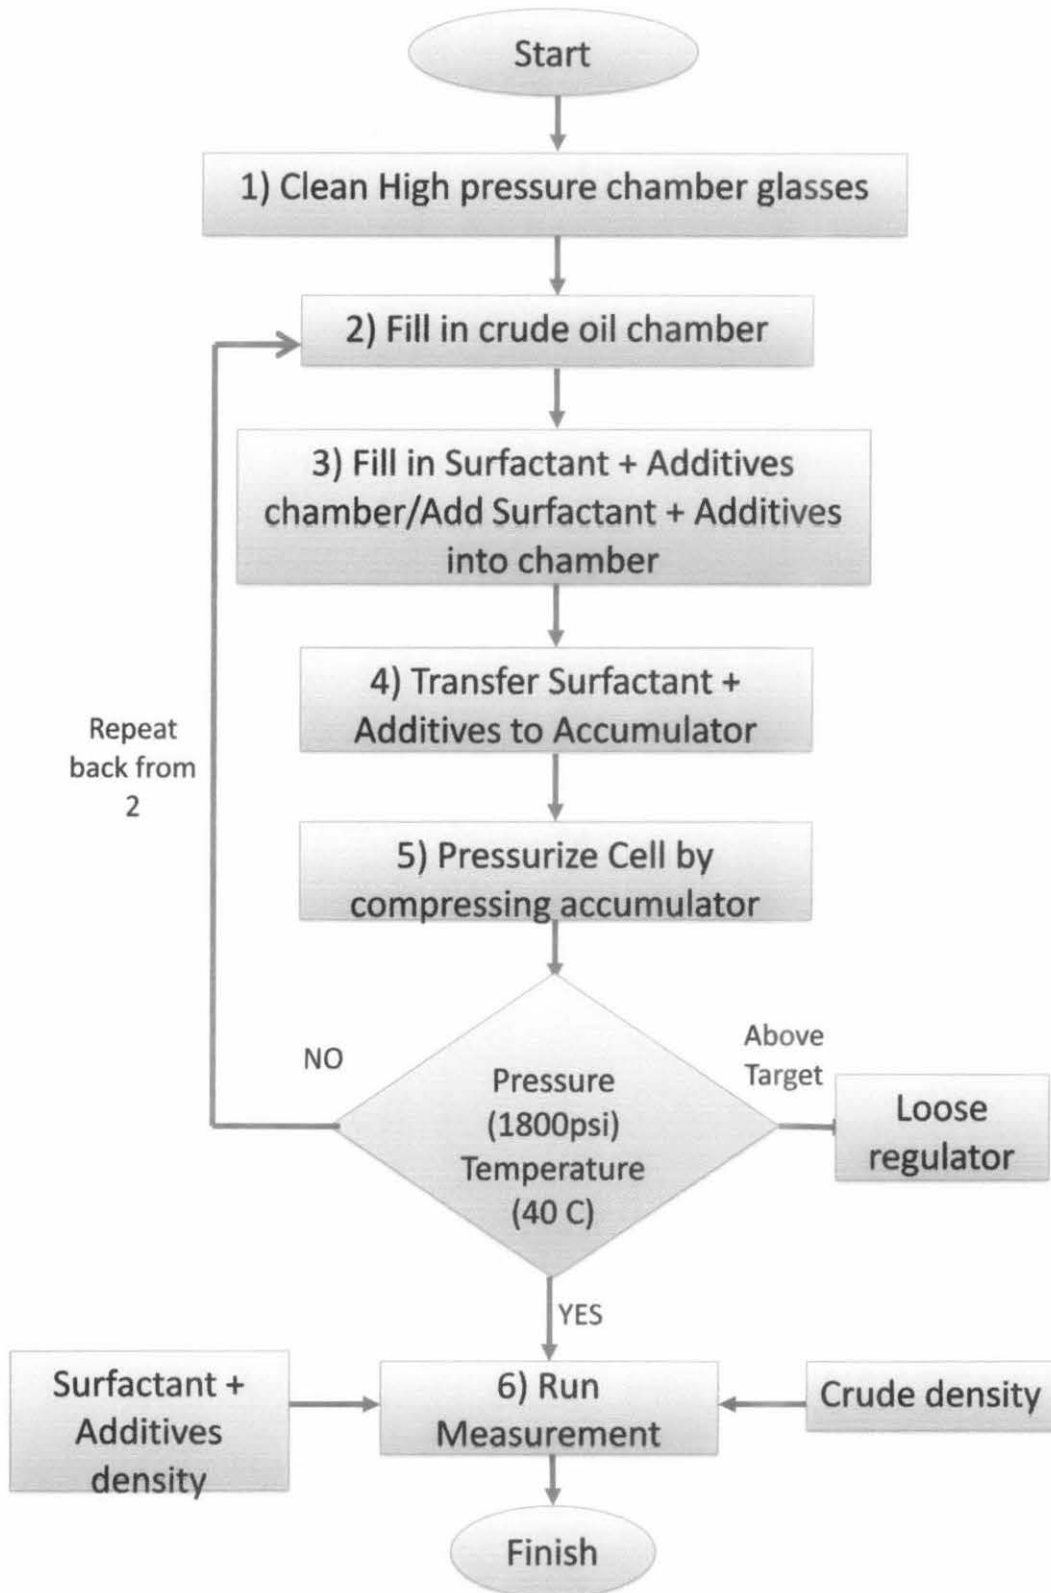 Start
1) Clean High pressure chamber glasses
2) Fill in crude oil chamber
3) Fill in Surfactant + Additives
chamber/Add Surfactant + Additives
into chamber
4) Transfer Surfactant +
Additives to Accumulator
Repeat
back from
2
5) Pressurize Cell by
compressing accumulator
NO
Above
Target
Pressure
(1800psi)
Temperature
(40 C)
Loose
regulator
YES
Surfactant +
Additives
density
6) Run
Measurement
Crude density
Finish